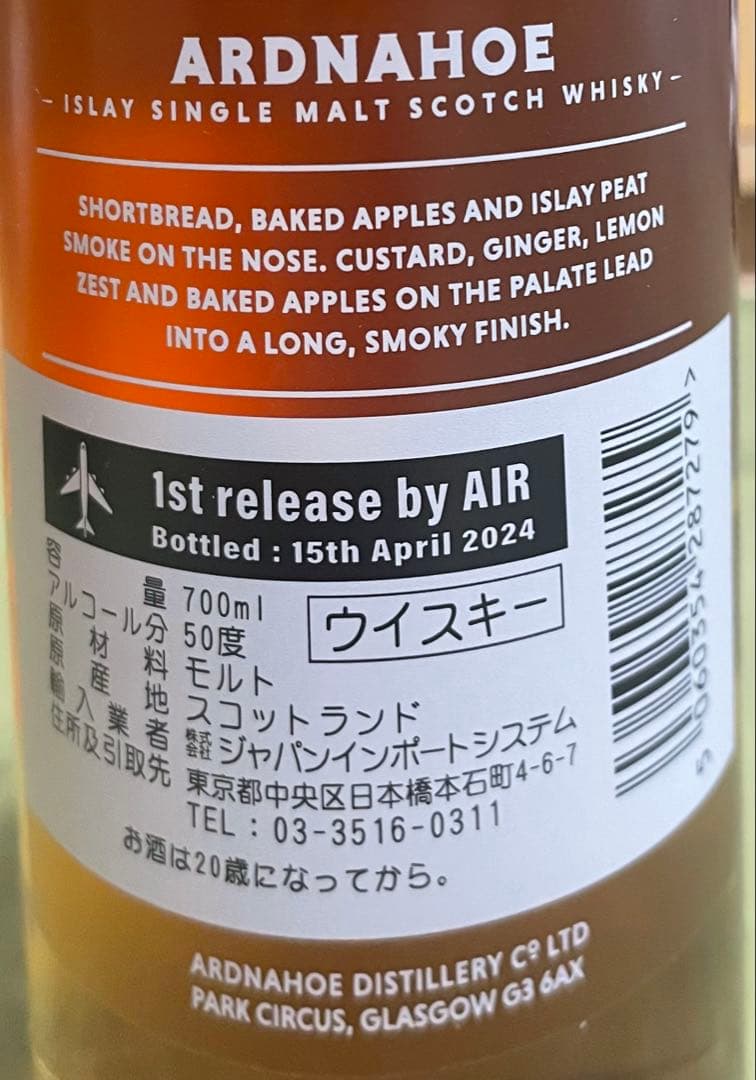 ARDNAHOE
- ISLAY SINGLE MALT SCOTCH WHISKY -
SHORTBREAD, BAKED APPLES AND ISLAY PEAT
SMOKE ON THE NOSE. CUSTARD, GINGER, LEMON
ZEST AND BAKED APPLES ON THE PALATE LEAD
INTO A LONG, SMOKY FINISH.
1st release by AIR
Bottled : 15th April 2024
容量 700ml
アルコール分 50度
ウイスキー
原材料 モルト
原産地 スコットランド
輸入業者 株式会社 ジャパンインポートシステム
住所及引取先 東京都中央区日本橋本石町4-6-7
TEL : 03-3516-0311
お酒は20歳になってから。
5 060354 287279 >
ARDNAHOE DISTILLERY Cº LTD
PARK CIRCUS, GLASGOW G3 6AX